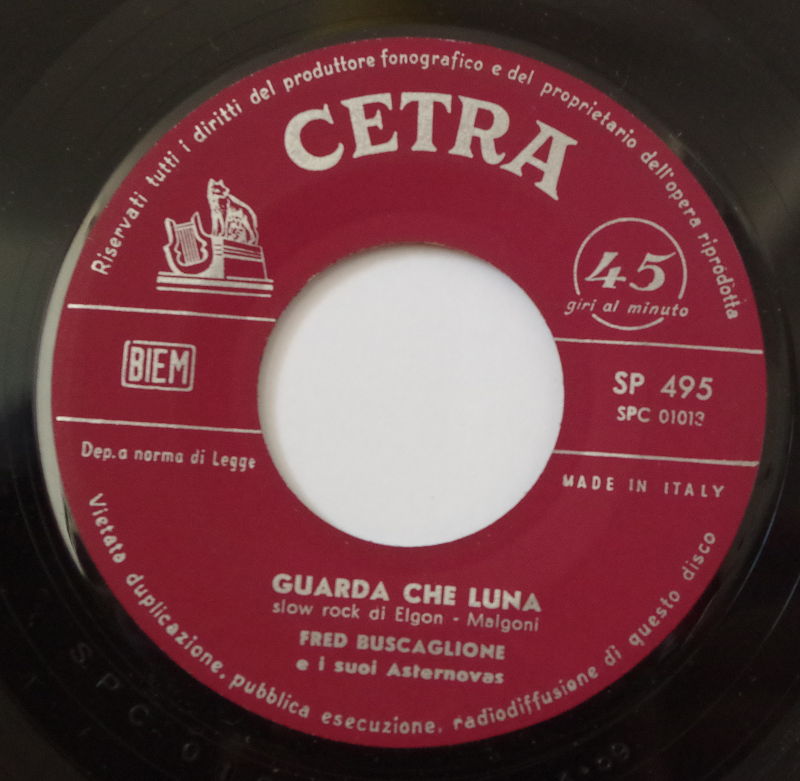 Riservati tutti i diritti del produttore fonografico e del proprietario dell'opera riprodotta
CETRA
45
giri al minuto
BIEM
SP 495
SPC 01013
Dep. a norma di Legge
MADE IN ITALY
GUARDA CHE LUNA
slow rock di Elgon - Malgoni
FRED BUSCAGLIONE
e i suoi Asternovas
Vietata duplicazione, pubblica esecuzione, radiodiffusione di questo disco
SPC